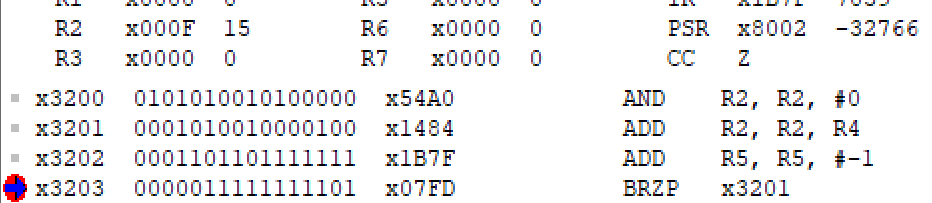 R1 x0000 0 R5 x0000 0 IR x1B7F 7039
R2 x000F 15 R6 x0000 0 PSR x8002 -32766
R3 x0000 0 R7 x0000 0 CC Z
x3200 0101010010100000 x54A0 AND R2, R2, #0
x3201 0001010010000100 x1484 ADD R2, R2, R4
x3202 0001101101111111 x1B7F ADD R5, R5, #-1
x3203 0000011111111101 x07FD BRZP x3201